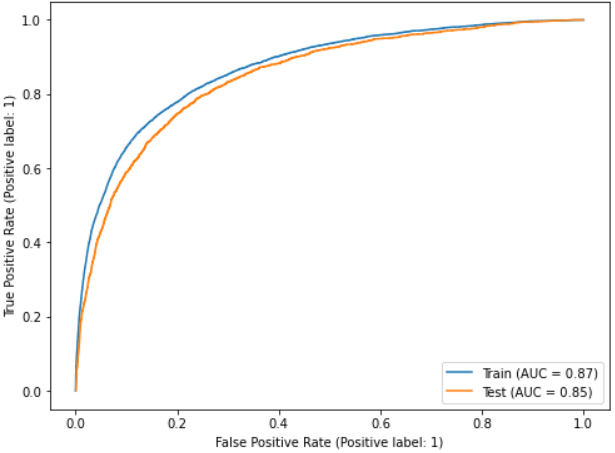 1.0
0.8
0.6
0.4
0.2
0.0
True Positive Rate (Positive label: 1)
Train (AUC = 0.87)
Test (AUC = 0.85)
0.0 0.2 0.4 0.6 0.8 1.0
False Positive Rate (Positive label: 1)